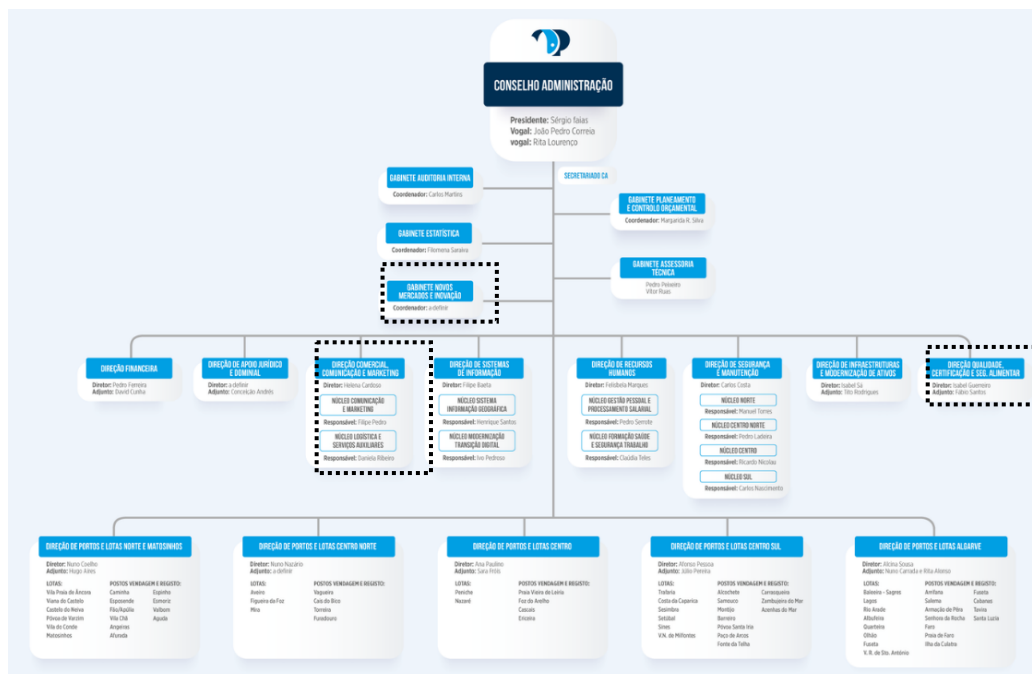 CONSELHO ADMINISTRAÇÃO
Presidente: Sérgio faias
Vogal: João Pedro Correia
vogal: Rita Lourenço
SECRETARIADO CA
GABINETE AUDITORIA INTERNA
Coordenador: Carlos Martins
GABINETE PLANEAMENTO
E CONTROLO ORÇAMENTAL
Coordenador: Margarida R. Silva
GABINETE ESTATÍSTICA
Coordenador: Filomena Saraiva
GABINETE ASSESSORIA
TÉCNICA
Pedro Peixeiro
Vitor Ruas
GABINETE NOVOS
MERCADOS E INOVAÇÃO
Coordenador: a definir
DIREÇÃO FINANCEIRA
Diretor: Pedro Ferreira
Adjunto: David Cunha
DIREÇÃO DE APOIO JURÍDICO
E DOMINIAL
Diretor: a definir
Adjunto: Conceição Andrês
DIREÇÃO COMERCIAL,
COMUNICAÇÃO E MARKETING
Diretor: Helena Cardoso
NÚCLEO COMUNICAÇÃO
E MARKETING
Responsável: Filipe Pedro
NÚCLEO LOGÍSTICA E
SERVIÇOS AUXILIARES
Responsável: Daniela Ribeiro
DIREÇÃO DE SISTEMAS
DE INFORMAÇÃO
Diretor: Filipe Baeta
NÚCLEO SISTEMA
INFORMAÇÃO GEOGRÁFICA
Responsável: Henrique Santos
NÚCLEO MODERNIZAÇÃO
TRANSIÇÃO DIGITAL
Responsável: Ivo Pedroso
DIREÇÃO DE RECURSOS
HUMANOS
Diretor: Felisbela Marques
NÚCLEO GESTÃO PESSOAL E
PROCESSAMENTO SALARIAL
Responsável: Pedro Serrote
NÚCLEO FORMAÇÃO SAÚDE
E SEGURANÇA TRABALHO
Responsável: Cláudia Teles
DIREÇÃO DE SEGURANÇA
E MANUTENÇÃO
Diretor: Carlos Costa
NÚCLEO NORTE
Responsável: Manuel Torres
NÚCLEO CENTRO NORTE
Responsável: Pedro Ladeira
NÚCLEO CENTRO
Responsável: Ricardo Nicolau
NÚCLEO SUL
Responsável: Carlos Nascimento
DIREÇÃO DE INFRAESTRUTURAS
E MODERNIZAÇÃO DE ATIVOS
Diretor: Isabel Sá
Adjunto: Tito Rodrigues
DIREÇÃO QUALIDADE,
CERTIFICAÇÃO E SEG. ALIMENTAR
Diretor: Isabel Guerreiro
Adjunto: Fábio Santos
DIREÇÃO DE PORTOS E LOTAS NORTE E MATOSINHOS
Diretor: Nuno Coelho
Adjunto: Hugo Aires
LOTAS:
Vila Praia de Âncora
Viana do Castelo
Castelo do Neiva
Póvoa de Varzim
Vila do Conde
Matosinhos
POSTOS VENDAGEM E REGISTO:
Caminha
Esposende
Fão/Apúlia
Vila Chã
Angeiras
Afurada
Espinho
Esmoriz
Valbom
Aguda
DIREÇÃO DE PORTOS E LOTAS CENTRO NORTE
Diretor: Nuno Nazário
Adjunto: a definir
LOTAS:
Aveiro
Figueira da Foz
Mira
POSTOS VENDAGEM E REGISTO:
Vagueira
Cais do Bico
Torreira
Furadouro
DIREÇÃO DE PORTOS E LOTAS CENTRO
Diretor: Ana Paulino
Adjunto: Sara Fróis
LOTAS:
Peniche
Nazaré
POSTOS VENDAGEM E REGISTO:
Praia Vieira de Leiria
Foz do Arelho
Cascais
Ericeira
DIREÇÃO DE PORTOS E LOTAS CENTRO SUL
Diretor: Afonso Pessoa
Adjunto: Júlio Pereira
LOTAS:
Trafaria
Costa da Caparica
Sesimbra
Setúbal
Sines
V.N. de Milfontes
POSTOS VENDAGEM E REGISTO:
Alcochete
Samouco
Montijo
Barreiro
Póvoa Santa Iria
Paço de Arcos
Fonte da Telha
Carrasqueira
Zambujeira do Mar
Azenhas do Mar
DIREÇÃO DE PORTOS E LOTAS ALGARVE
Diretor: Alcina Sousa
Adjunto: Nuno Carrada e Rita Afonso
LOTAS:
Baleeira - Sagres
Lagos
Rio Arade
Albufeira
Quarteira
Olhão
Fuseta
V. R. de Sto. António
POSTOS VENDAGEM E REGISTO:
Arrifana
Salema
Armação de Pêra
Senhora da Rocha
Faro
Praia de Faro
Ilha da Culatra
Fuseta
Cabanas
Tavira
Santa Luzia